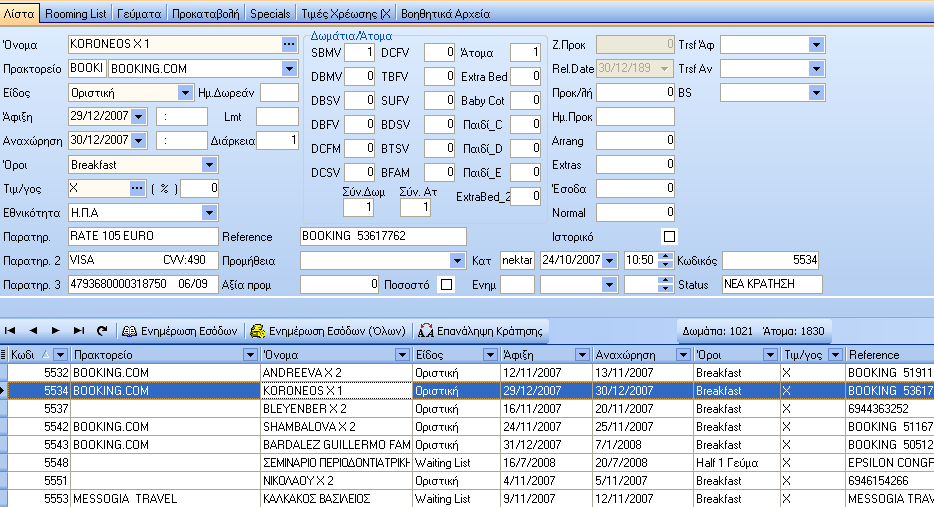 Λίστα Rooming List Γεύματα Προκαταβολή Specials Τιμές Χρέωσης (Χ Βοηθητικά Αρχεία
Όνομα KORONEOS X 1 Δωμάτια/Άτομα Ζ.Προκ 0 Trsf Άφ
SBMV 1 DCFV 0 Άτομα 1
Πρακτορείο BOOKI BOOKING.COM DBMV 0 TBFV 0 Extra Bed 0 Rel.Date 30/12/189 Trsf Αν
Είδος Οριστική Ημ.Δωρεάν DBSV 0 SUFV 0 Baby Cot 0 Προκ/λή 0 BS
Άφιξη 29/12/2007 : Lmt DBFV 0 BDSV 0 Παιδί_C 0 Ημ.Προκ
Αναχώρηση 30/12/2007 : Διάρκεια 1 DCFM 0 BTSV 0 Παιδί_D 0 Arrang 0
Όροι Breakfast DCSV 0 BFAM 0 Παιδί_E 0 Extras 0
Τιμ/γος X ( % ) 0 Σύν.Δωμ 1 Σύν. Ατ 1 ExtraBed_2 0 Έσοδα 0
Εθνικότητα Η.Π.Α Normal 0
Παρατηρ. RATE 105 EURO Reference BOOKING 53617762 Ιστορικό
Παρατηρ. 2 VISA CVV:490 Προμήθεια Κατ nektar 24/10/2007 10:50 Κωδικός 5534
Παρατηρ. 3 4793680000318750 06/09 Αξία προμ 0 Ποσοστό Ενημ : Status ΝΕΑ ΚΡΑΤΗΣΗ
Ενημέρωση Εσόδων Ενημέρωση Εσόδων (Όλων) Επανάληψη Κράτησης Δωμάτια: 1021 Άτομα: 1830
Κωδι Πρακτορείο Όνομα Είδος Άφιξη Αναχώρηση Όροι Τιμ/γος Reference
5532 BOOKING.COM ANDREEVA X 2 Οριστική 12/11/2007 13/11/2007 Breakfast X BOOKING 51911
5534 BOOKING.COM KORONEOS X 1 Οριστική 29/12/2007 30/12/2007 Breakfast X BOOKING 53617
5537 BLEYENBER X 2 Οριστική 16/11/2007 20/11/2007 Breakfast X 6944363252
5542 BOOKING.COM SHAMBALOVA X 2 Οριστική 24/11/2007 25/11/2007 Breakfast X BOOKING 51167
5543 BOOKING.COM BARDALEZ GUILLERMO FAM Οριστική 31/12/2007 7/1/2008 Breakfast X BOOKING 50512
5548 ΣΕΜΙΝΑΡΙΟ ΠΕΡΙΟΔΟΝΤΙΑΤΡΙΚΗ Waiting List 16/7/2008 20/7/2008 Half 1 Γεύμα X EPSILON CONGR
5551 ΝΙΚΟΛΑΟΥ X 2 Οριστική 4/11/2007 5/11/2007 Breakfast X 6946154266
5553 MESSOGIA TRAVEL ΚΑΛΚΑΚΟΣ ΒΑΣΙΛΕΙΟΣ Waiting List 9/11/2007 12/11/2007 Breakfast X MESSOGIA TRAV